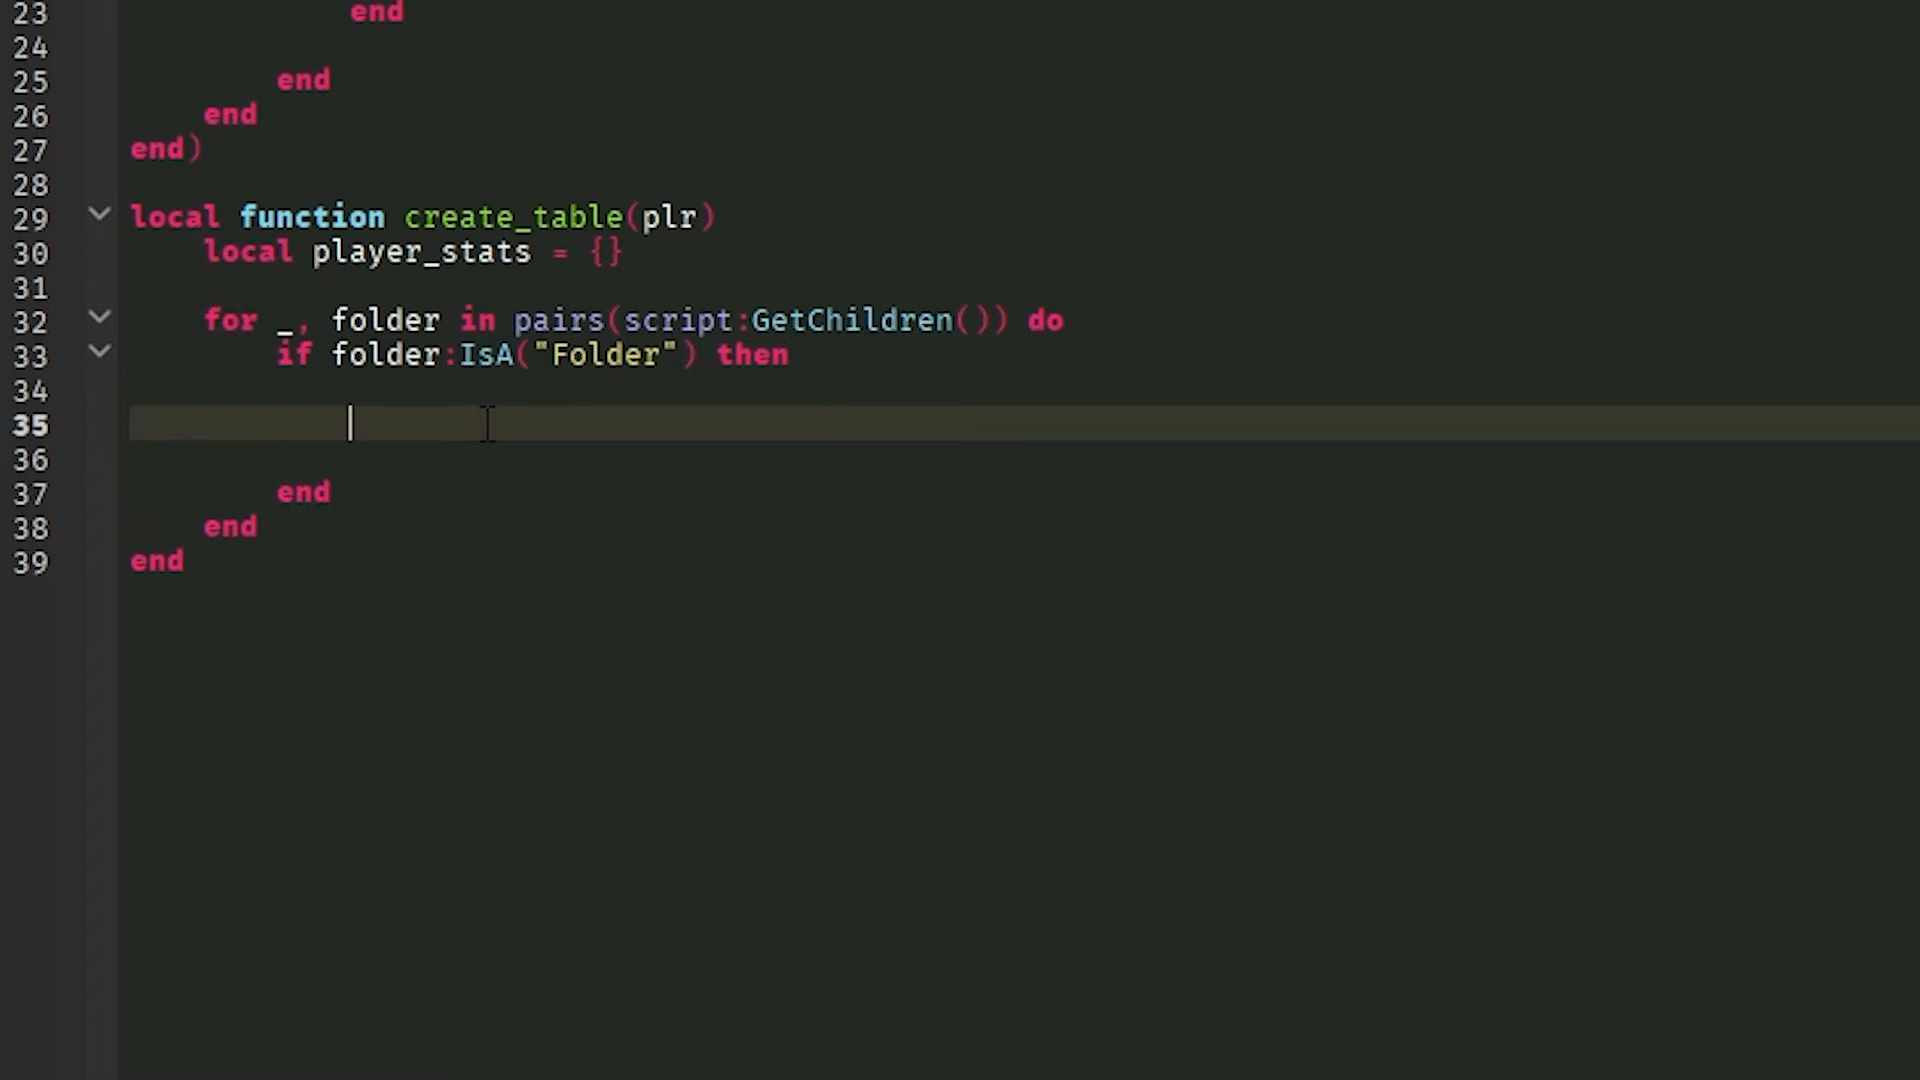 23 end
24
25 end
26 end
27 end)
28
29 local function create_table(plr)
30 local player_stats = {}
31
32 for _, folder in pairs(script:GetChildren()) do
33 if folder:IsA("Folder") then
34
35
36
37 end
38 end
39 end